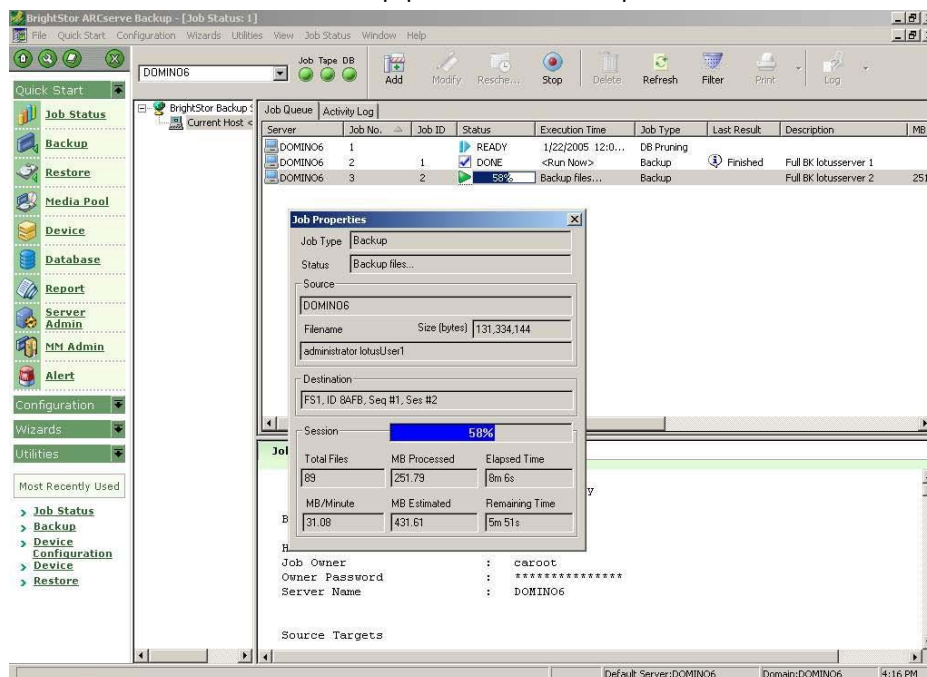 BrightStor ARCserve Backup - [Job Status: 1]
File Quick Start Configuration Wizards Utilities View Job Status Window Help
DOMINO6
Job Tape DB
Add Modify Resche... Stop Delete Refresh Filter Print Log
Quick Start
Job Status
Backup
Restore
Media Pool
Device
Database
Report
Server
Admin
MM Admin
Alert
Configuration
Wizards
Utilities
Most Recently Used
Job Status
Backup
Device
Configuration
Device
Restore
BrightStor Backup
Current Host <
Job Queue Activity Log
Server Job No. Job ID Status Execution Time Job Type Last Result Description MB
DOMINO6 1 READY 1/22/2005 12:0... DB Pruning
DOMINO6 2 1 DONE <Run Now> Backup Finished Full BK lotusserver 1
DOMINO6 3 2 58% Backup files... Backup Full BK lotusserver 2 251
Job Properties
Job Type Backup
Status Backup files...
Source
DOMINO6
Filename Size (bytes) 131,334,144
administrator lotusUser1
Destination
FS1, ID 8AFB, Seq #1, Ses #2
Session 58%
Total Files MB Processed Elapsed Time
89 251.79 8m 6s
MB/Minute MB Estimated Remaining Time
31.08 431.61 5m 51s
Job
y
B
H
Job Owner : caroot
Owner Password : ***************
Server Name : DOMINO6
Source Targets
Default Server:DOMINO6 Domain:DOMINO6 4:16 PM